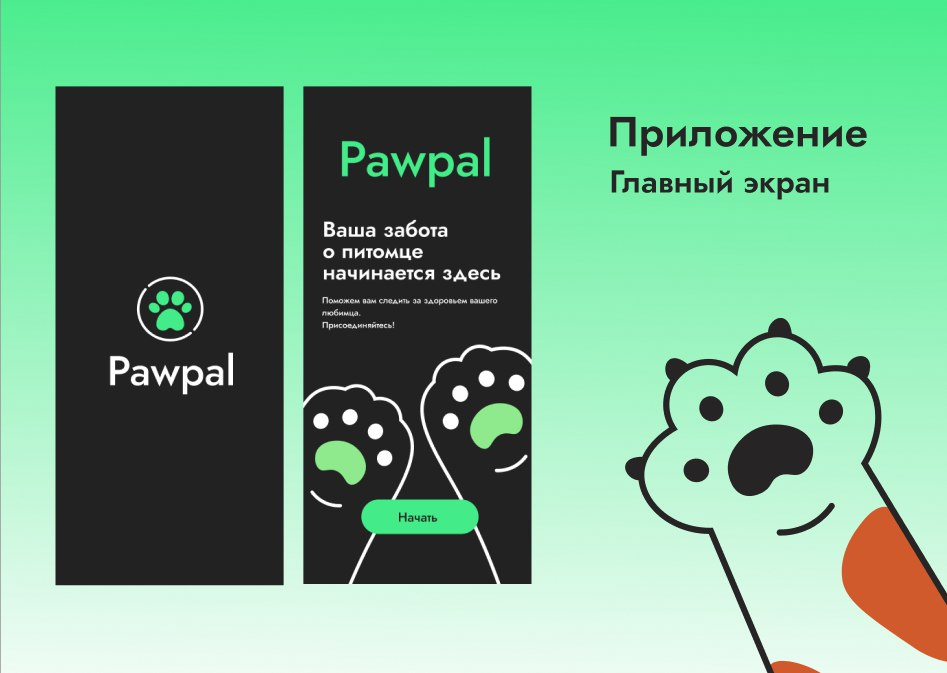 Pawpal
Pawpal
Ваша забота
о питомце
начинается здесь
Поможем вам следить за здоровьем вашего
любимца.
Присоединяйтесь!
Начать
Приложение
Главный экран